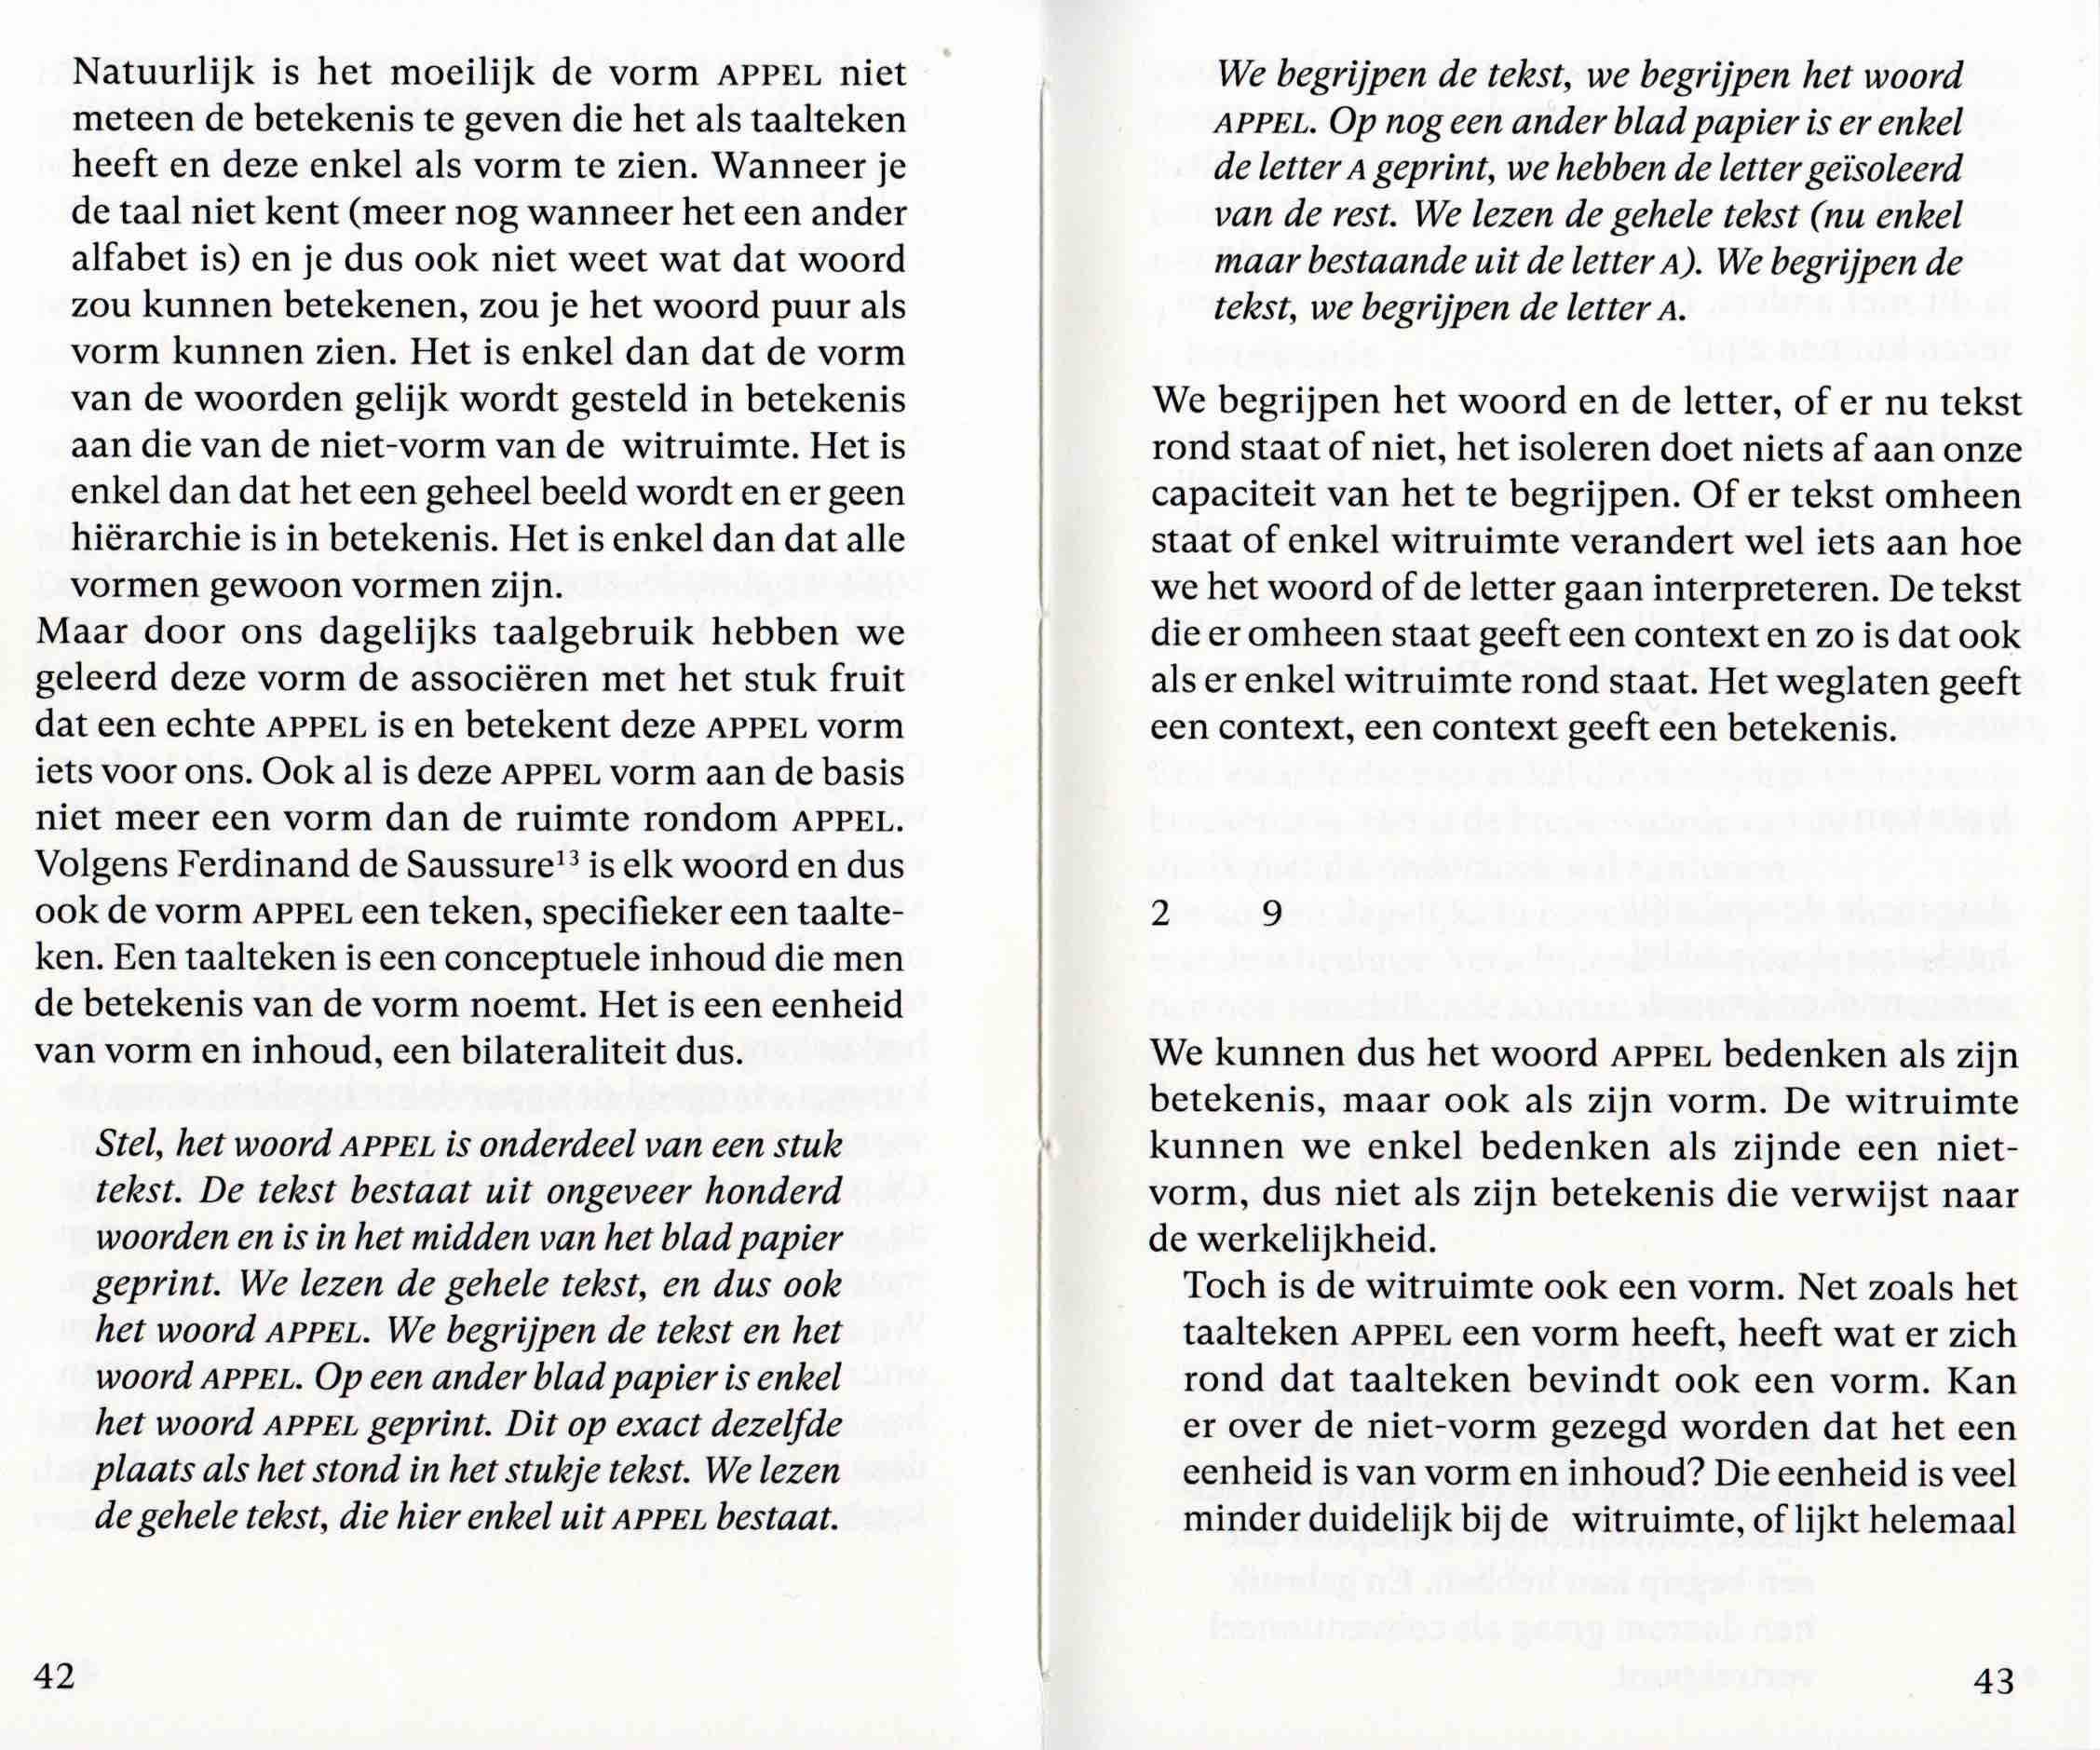 Natuurlijk is het moeilijk de vorm APPEL niet
meteen de betekenis te geven die het als taalteken
heeft en deze enkel als vorm te zien. Wanneer je
de taal niet kent (meer nog wanneer het een ander
alfabet is) en je dus ook niet weet wat dat woord
zou kunnen betekenen, zou je het woord puur als
vorm kunnen zien. Het is enkel dan dat de vorm
van de woorden gelijk wordt gesteld in betekenis
aan die van de niet-vorm van de witruimte. Het is
enkel dan dat het een geheel beeld wordt en er geen
hiërarchie is in betekenis. Het is enkel dan dat alle
vormen gewoon vormen zijn.
Maar door ons dagelijks taalgebruik hebben we
geleerd deze vorm de associëren met het stuk fruit
dat een echte APPEL is en betekent deze APPEL vorm
iets voor ons. Ook al is deze APPEL vorm aan de basis
niet meer een vorm dan de ruimte rondom APPEL.
Volgens Ferdinand de Saussure¹³ is elk woord en dus
ook de vorm APPEL een teken, specifieker een taalte-
ken. Een taalteken is een conceptuele inhoud die men
de betekenis van de vorm noemt. Het is een eenheid
van vorm en inhoud, een bilateraliteit dus.
Stel, het woord APPEL is onderdeel van een stuk
tekst. De tekst bestaat uit ongeveer honderd
woorden en is in het midden van het blad papier
geprint. We lezen de gehele tekst, en dus ook
het woord APPEL. We begrijpen de tekst en het
woord APPEL. Op een ander blad papier is enkel
het woord APPEL geprint. Dit op exact dezelfde
plaats als het stond in het stukje tekst. We lezen
de gehele tekst, die hier enkel uit APPEL bestaat.
42
We begrijpen de tekst, we begrijpen het woord
APPEL. Op nog een ander blad papier is er enkel
de letter A geprint, we hebben de letter geïsoleerd
van de rest. We lezen de gehele tekst (nu enkel
maar bestaande uit de letter A). We begrijpen de
tekst, we begrijpen de letter A.
We begrijpen het woord en de letter, of er nu tekst
rond staat of niet, het isoleren doet niets af aan onze
capaciteit van het te begrijpen. Of er tekst omheen
staat of enkel witruimte verandert wel iets aan hoe
we het woord of de letter gaan interpreteren. De tekst
die er omheen staat geeft een context en zo is dat ook
als er enkel witruimte rond staat. Het weglaten geeft
een context, een context geeft een betekenis.
2 9
We kunnen dus het woord APPEL bedenken als zijn
betekenis, maar ook als zijn vorm. De witruimte
kunnen we enkel bedenken als zijnde een niet-
vorm, dus niet als zijn betekenis die verwijst naar
de werkelijkheid.
Toch is de witruimte ook een vorm. Net zoals het
taalteken APPEL een vorm heeft, heeft wat er zich
rond dat taalteken bevindt ook een vorm. Kan
er over de niet-vorm gezegd worden dat het een
eenheid is van vorm en inhoud? Die eenheid is veel
minder duidelijk bij de witruimte, of lijkt helemaal
43